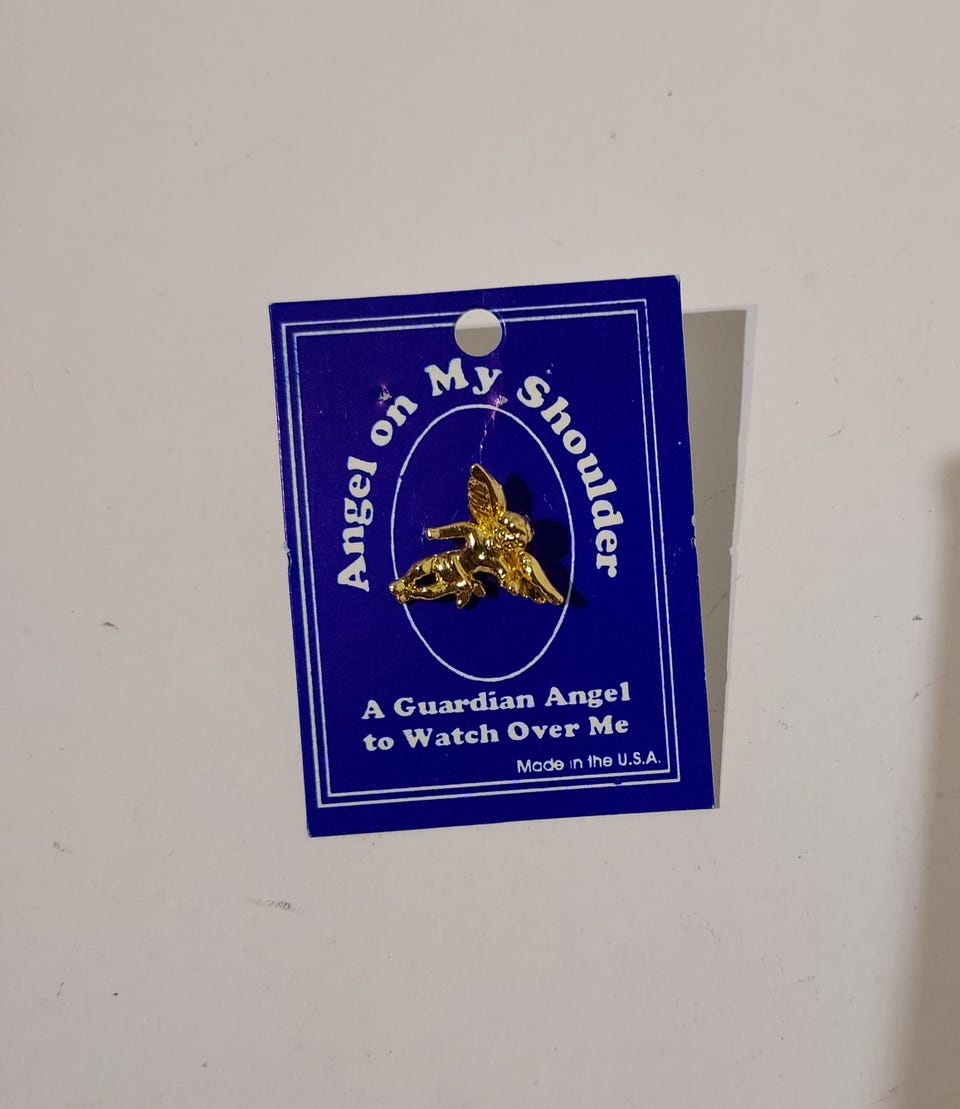 Angel on My Shoulder
A Guardian Angel
to Watch Over Me
Made in the U.S.A.